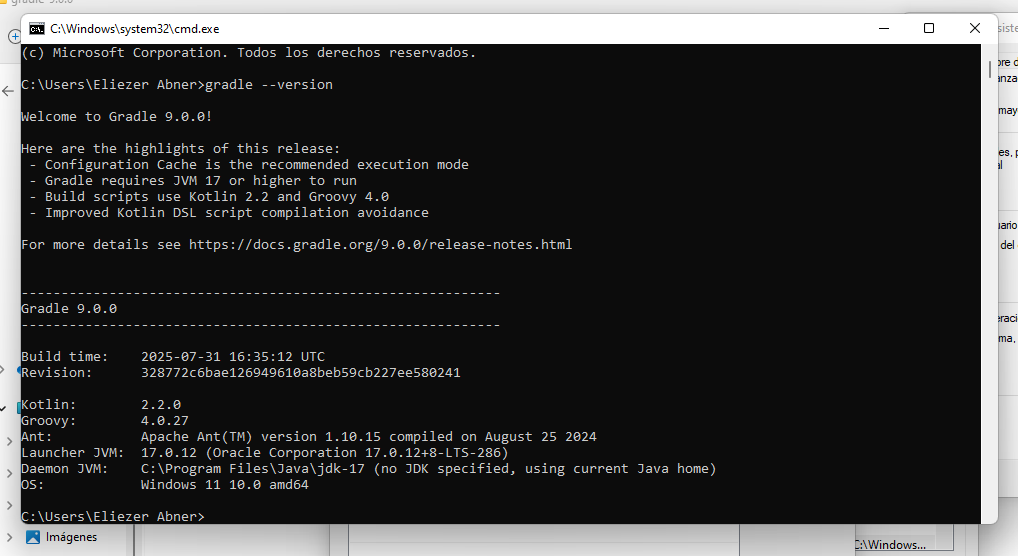 gradle-9.0.0
C:\Windows\system32\cmd.exe
(c) Microsoft Corporation. Todos los derechos reservados.
C:\Users\Eliezer Abner>gradle --version
Welcome to Gradle 9.0.0!
Here are the highlights of this release:
- Configuration Cache is the recommended execution mode
- Gradle requires JVM 17 or higher to run
- Build scripts use Kotlin 2.2 and Groovy 4.0
- Improved Kotlin DSL script compilation avoidance
For more details see https://docs.gradle.org/9.0.0/release-notes.html
------------------------------------------------------------
Gradle 9.0.0
------------------------------------------------------------
Build time:    2025-07-31 16:35:12 UTC
Revision:      328772c6bae126949610a8beb59cb227ee580241
Kotlin:        2.2.0
Groovy:        4.0.27
Ant:           Apache Ant(TM) version 1.10.15 compiled on August 25 2024
Launcher JVM:  17.0.12 (Oracle Corporation 17.0.12+8-LTS-286)
Daemon JVM:    C:\Program Files\Java\jdk-17 (no JDK specified, using current Java home)
OS:            Windows 11 10.0 amd64
C:\Users\Eliezer Abner>
Imágenes
C:\Windows...